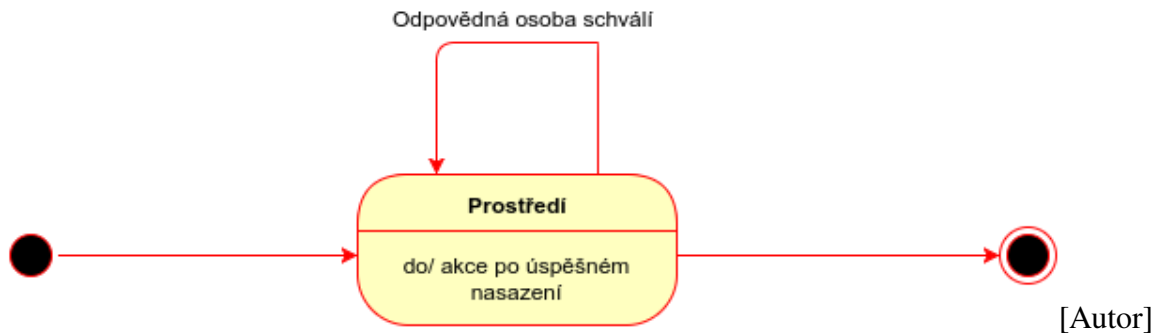 Odpovědná osoba schválí
Prostředí
do/ akce po úspěšném
nasazení
[Autor]